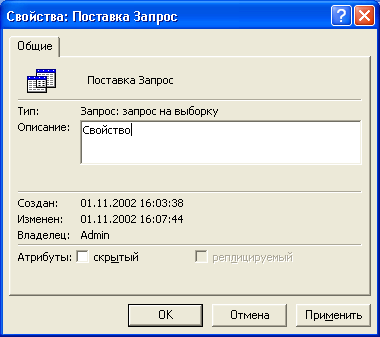 Свойства: Поставка Запрос
Общие
Поставка Запрос
Тип: Запрос: запрос на выборку
Описание: Свойство
Создан: 01.11.2002 16:03:38
Изменен: 01.11.2002 16:07:44
Владелец: Admin
Атрибуты: скрытый реплицируемый
OK Отмена Применить